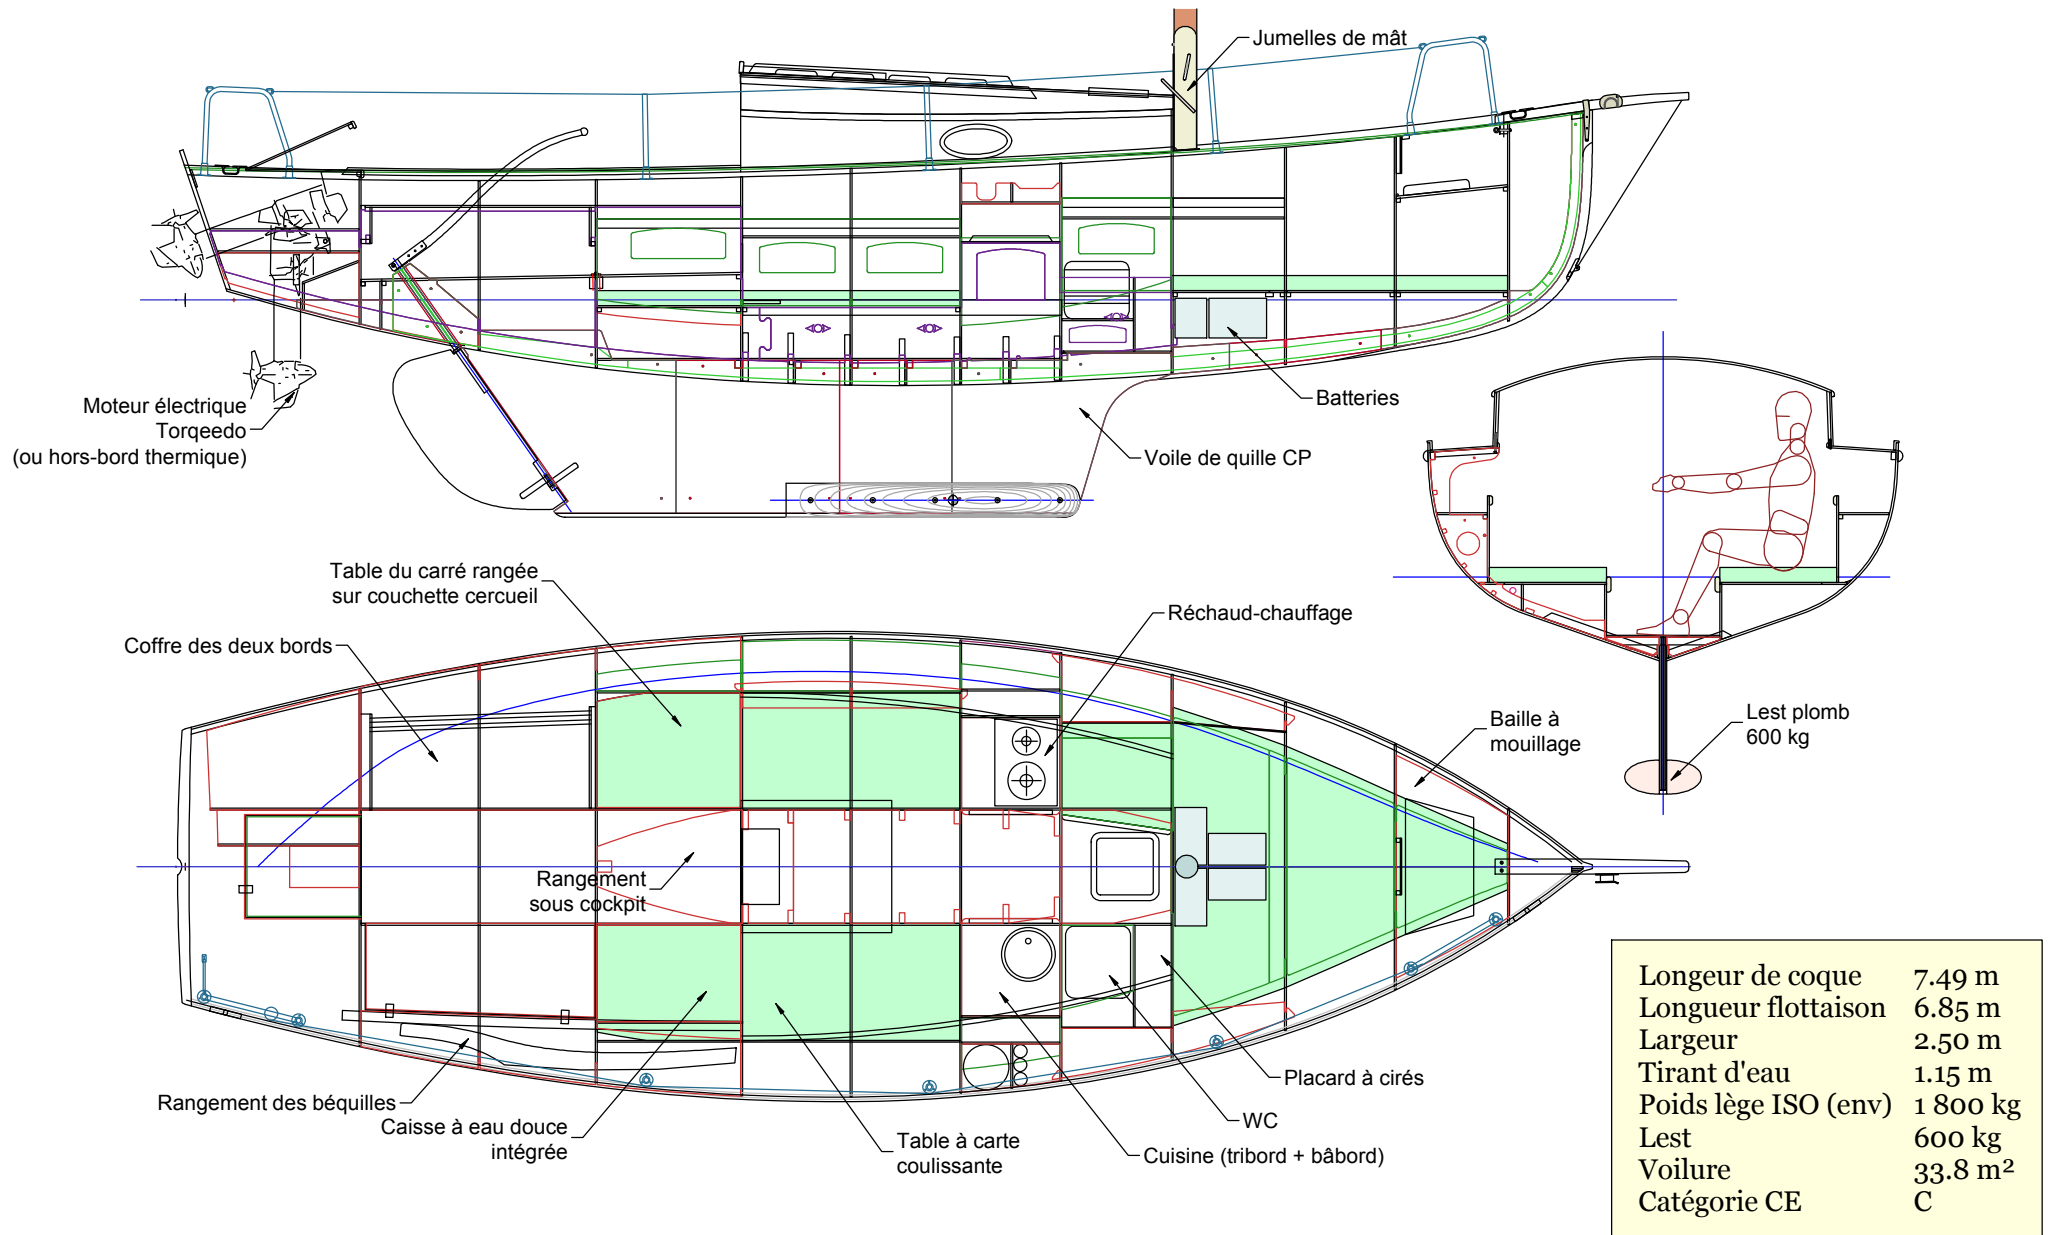 Jumelles de mât
Moteur électrique
Torqeedo
(ou hors-bord thermique)
Batteries
Voile de quille CP
Table du carré rangée
sur couchette cercueil
Coffre des deux bords
Réchaud-chauffage
Baille à
mouillage
Lest plomb
600 kg
Rangement
sous cockpit
Rangement des béquilles
Caisse à eau douce
intégrée
Table à carte
coulissante
Placard à cirés
WC
Cuisine (tribord + bâbord)
Longeur de coque 7.49 m
Longueur flottaison 6.85 m
Largeur 2.50 m
Tirant d'eau 1.15 m
Poids lège ISO (env) 1 800 kg
Lest 600 kg
Voilure 33.8 m²
Catégorie CE C